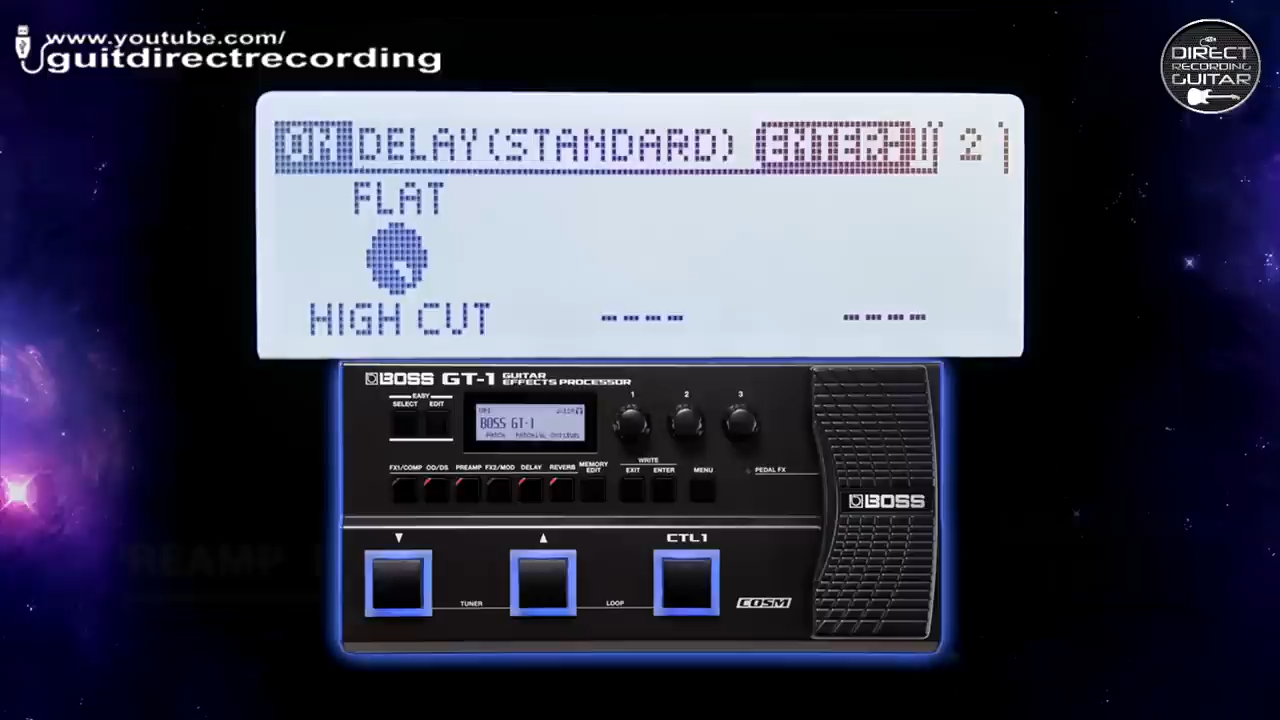 www.youtube.com/
guitdirectrecording
DIRECT
RECORDING
GUITAR
ON DELAY(STANDARD) ENTER 2
FLAT
HIGH CUT ---- ----
BOSS GT-1 GUITAR EFFECTS PROCESSOR
EASY
SELECT EDIT
BOSS GT-1
1 2 3
FX1/COMP OD/DS PREAMP FX2/MOD DELAY REVERB MEMORY EDIT
WRITE
EXIT ENTER MENU
PEDAL FX
BOSS
▼ ▲ CTL1
TUNER LOOP
COSM